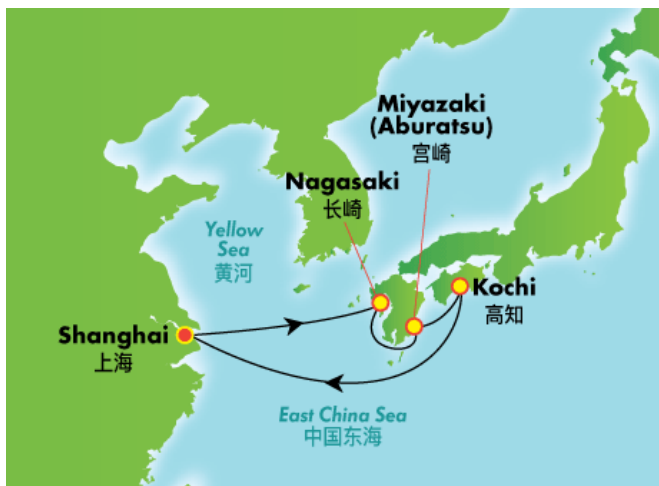 Miyazaki
(Aburatsu)
宫崎
Nagasaki
长崎
Yellow
Sea
黄河
Kochi
高知
Shanghai
上海
East China Sea
中国东海